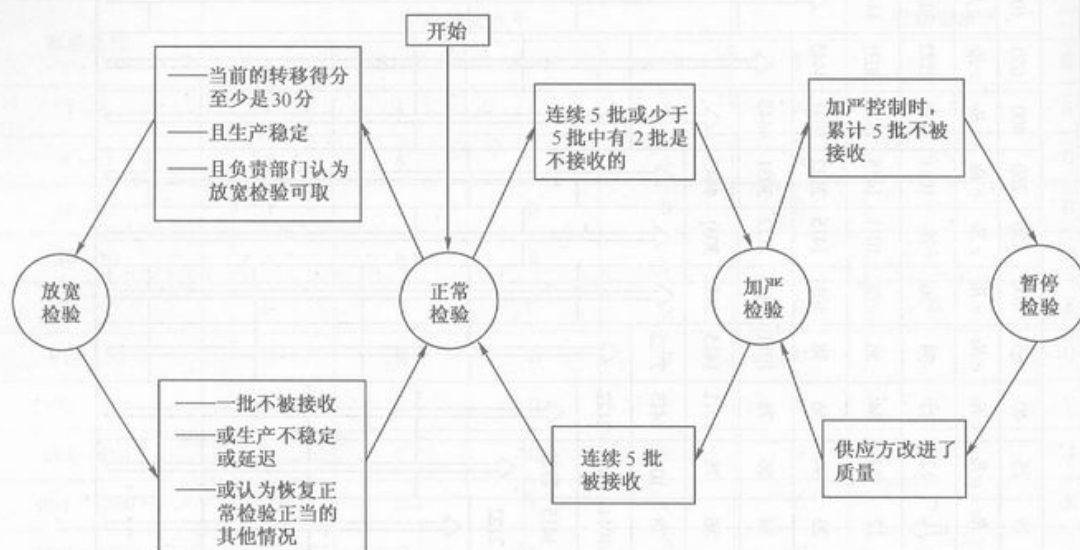 开始
——当前的转移得分
至少是30分
——且生产稳定
——且负责部门认为
放宽检验可取
连续 5 批或少于
5 批中有 2 批是
不接收的
加严控制时，
累计 5 批不被
接收
放宽
检验
正常
检验
加严
检验
暂停
检验
——一批不被接收
——或生产不稳定
或延迟
——或认为恢复正
常检验正当的
其他情况
连续 5 批
被接收
供应方改进了
质量